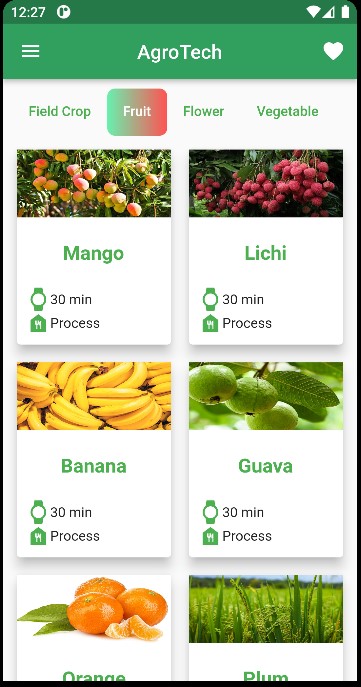 12:27
AgroTech
Field Crop Fruit Flower Vegetable
Mango Lichi
30 min 30 min
Process Process
Banana Guava
30 min 30 min
Process Process
Orange Plum